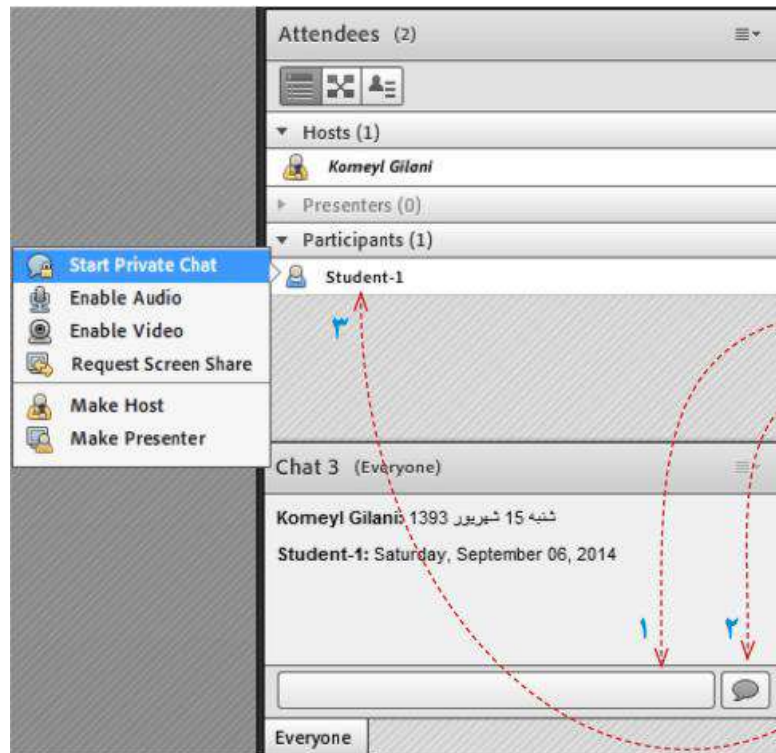 Attendees (2)
Hosts (1)
Komeyl Gilani
Presenters (0)
Participants (1)
Student-1
Start Private Chat
Enable Audio
Enable Video
Request Screen Share
Make Host
Make Presenter
۳
Chat 3 (Everyone)
Komeyl Gilani: شنبه 15 شهریور 1393
Student-1: Saturday, September 06, 2014
۱
۲
Everyone